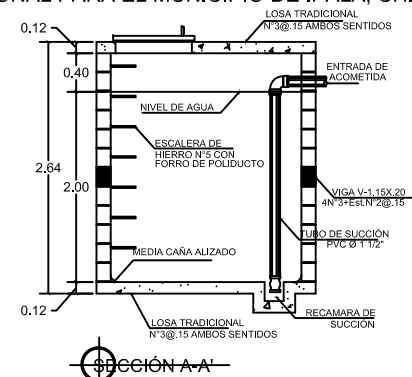 LOSA TRADICIONAL
N°3@.15 AMBOS SENTIDOS
0.12
ENTRADA DE
ACOMETIDA
0.40
NIVEL DE AGUA
ESCALERA DE
HIERRO N°5 CON
FORRO DE POLIDUCTO
2.64
2.00
VIGA V-1,15X,20
4N°3+Est.N°2@.15
TUBO DE SUCCIÓN
PVC Ø 1 1/2"
MEDIA CAÑA ALIZADO
0.12
RECAMARA DE
SUCCIÓN
LOSA TRADICIONAL
N°3@.15 AMBOS SENTIDOS
SECCIÓN A-A'